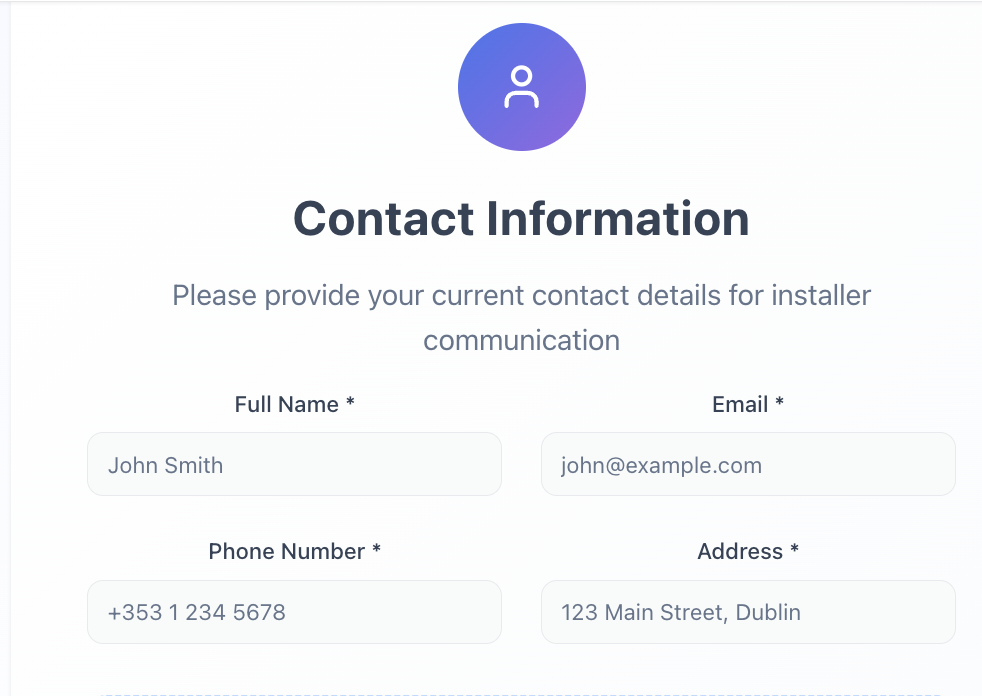 Contact Information
Please provide your current contact details for installer
communication
Full Name *
Email *
John Smith
john@example.com
Phone Number *
Address *
+353 1 234 5678
123 Main Street, Dublin